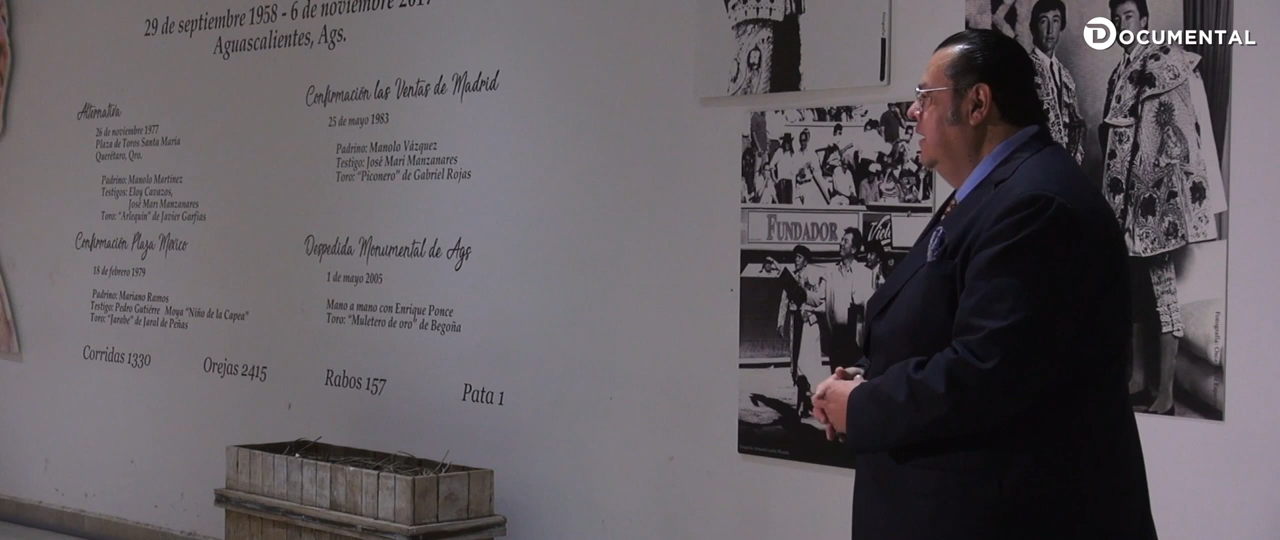 29 de septiembre 1958 - 6 de noviembre 2017
Aguascalientes, Ags.
Alternativa
26 de noviembre 1977
Plaza de Toros Santa María
Querétaro, Qro.
Padrino: Manolo Martínez
Testigos: Eloy Cavazos,
José Mari Manzanares
Toro: "Arlequín" de Javier Garfias
Confirmación Plaza México
18 de febrero 1979
Padrino: Mariano Ramos
Testigo: Pedro Gutiérre Moya "Niño de la Capea"
Toro: "Jarabe" de Jaral de Peñas
Confirmación las Ventas de Madrid
25 de mayo 1983
Padrino: Manolo Vázquez
Testigo: José Mari Manzanares
Toro: "Piconero" de Gabriel Rojas
Despedida Monumental de Ags
1 de mayo 2005
Mano a mano con Enrique Ponce
Toro: "Muletero de oro" de Begoña
Corridas 1330
Orejas 2415
Rabos 157
Pata 1
FUNDADOR
DOCUMENTAL